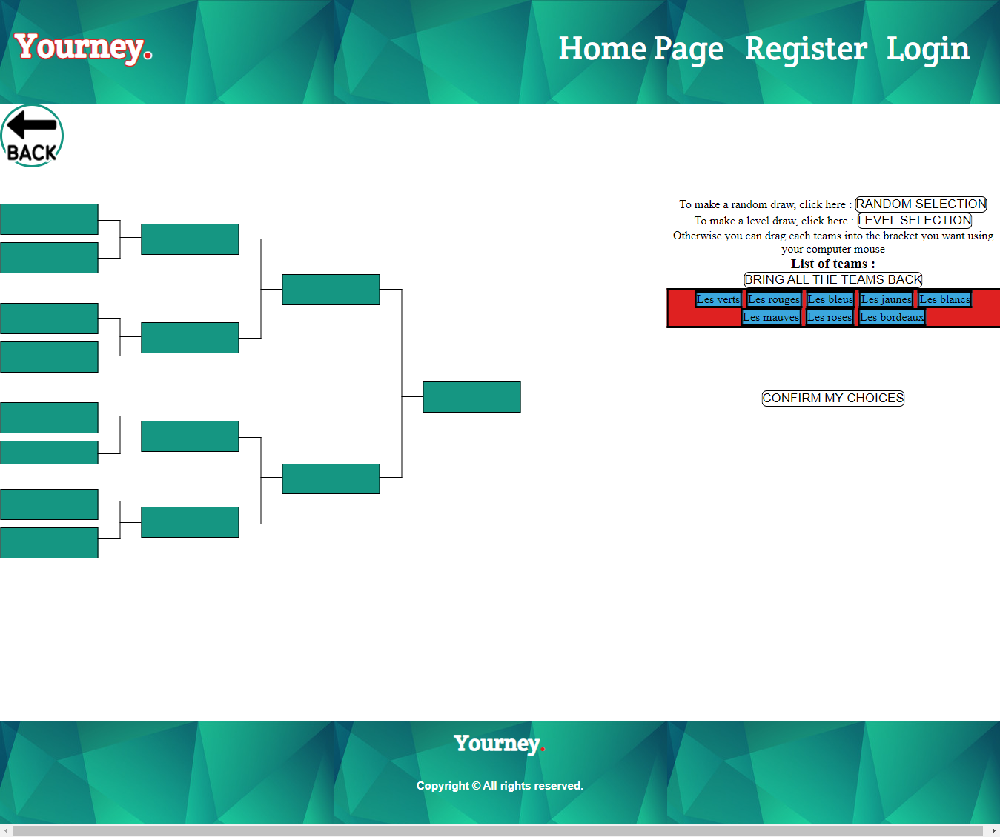 Yourney.
Home Page Register Login
BACK
To make a random draw, click here : RANDOM SELECTION
To make a level draw, click here : LEVEL SELECTION
Otherwise you can drag each teams into the bracket you want using
your computer mouse
List of teams :
BRING ALL THE TEAMS BACK
Les verts Les rouges Les bleus Les jaunes Les blancs
Les mauves Les roses Les bordeaux
CONFIRM MY CHOICES
Yourney.
Copyright © All rights reserved.